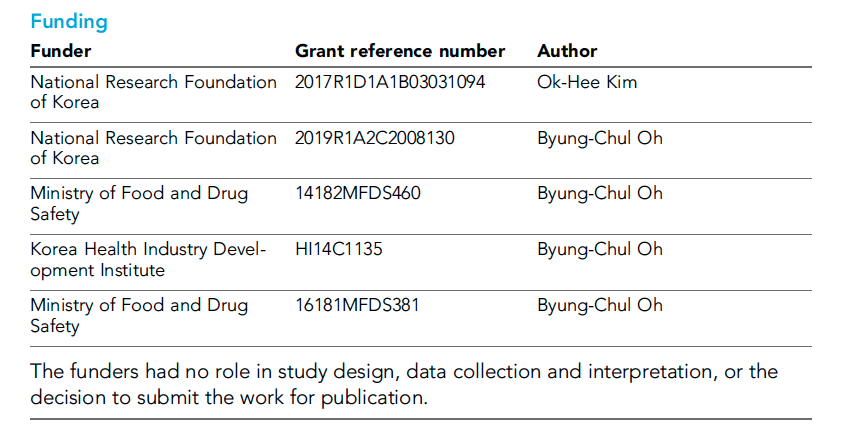 Funding
Funder Grant reference number Author
National Research Foundation 2017R1D1A1B03031094 Ok-Hee Kim
of Korea
National Research Foundation 2019R1A2C2008130 Byung-Chul Oh
of Korea
Ministry of Food and Drug 14182MFDS460 Byung-Chul Oh
Safety
Korea Health Industry Devel- HI14C1135 Byung-Chul Oh
opment Institute
Ministry of Food and Drug 16181MFDS381 Byung-Chul Oh
Safety
The funders had no role in study design, data collection and interpretation, or the
decision to submit the work for publication.